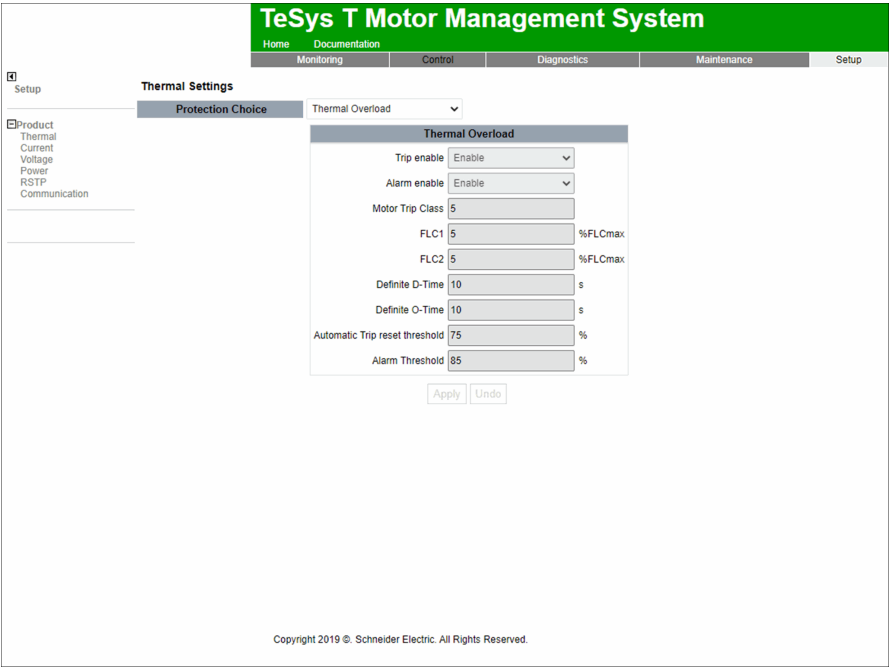 TeSys T Motor Management System
Home Documentation
Monitoring Control Diagnostics Maintenance Setup
Setup
Thermal Settings
Protection Choice Thermal Overload
Product
Thermal
Current
Voltage
Power
RSTP
Communication
Thermal Overload
Trip enable Enable
Alarm enable Enable
Motor Trip Class 5
FLC1 5 %FLCmax
FLC2 5 %FLCmax
Definite D-Time 10 s
Definite O-Time 10 s
Automatic Trip reset threshold 75 %
Alarm Threshold 85 %
Apply Undo
Copyright 2019 ©. Schneider Electric. All Rights Reserved.